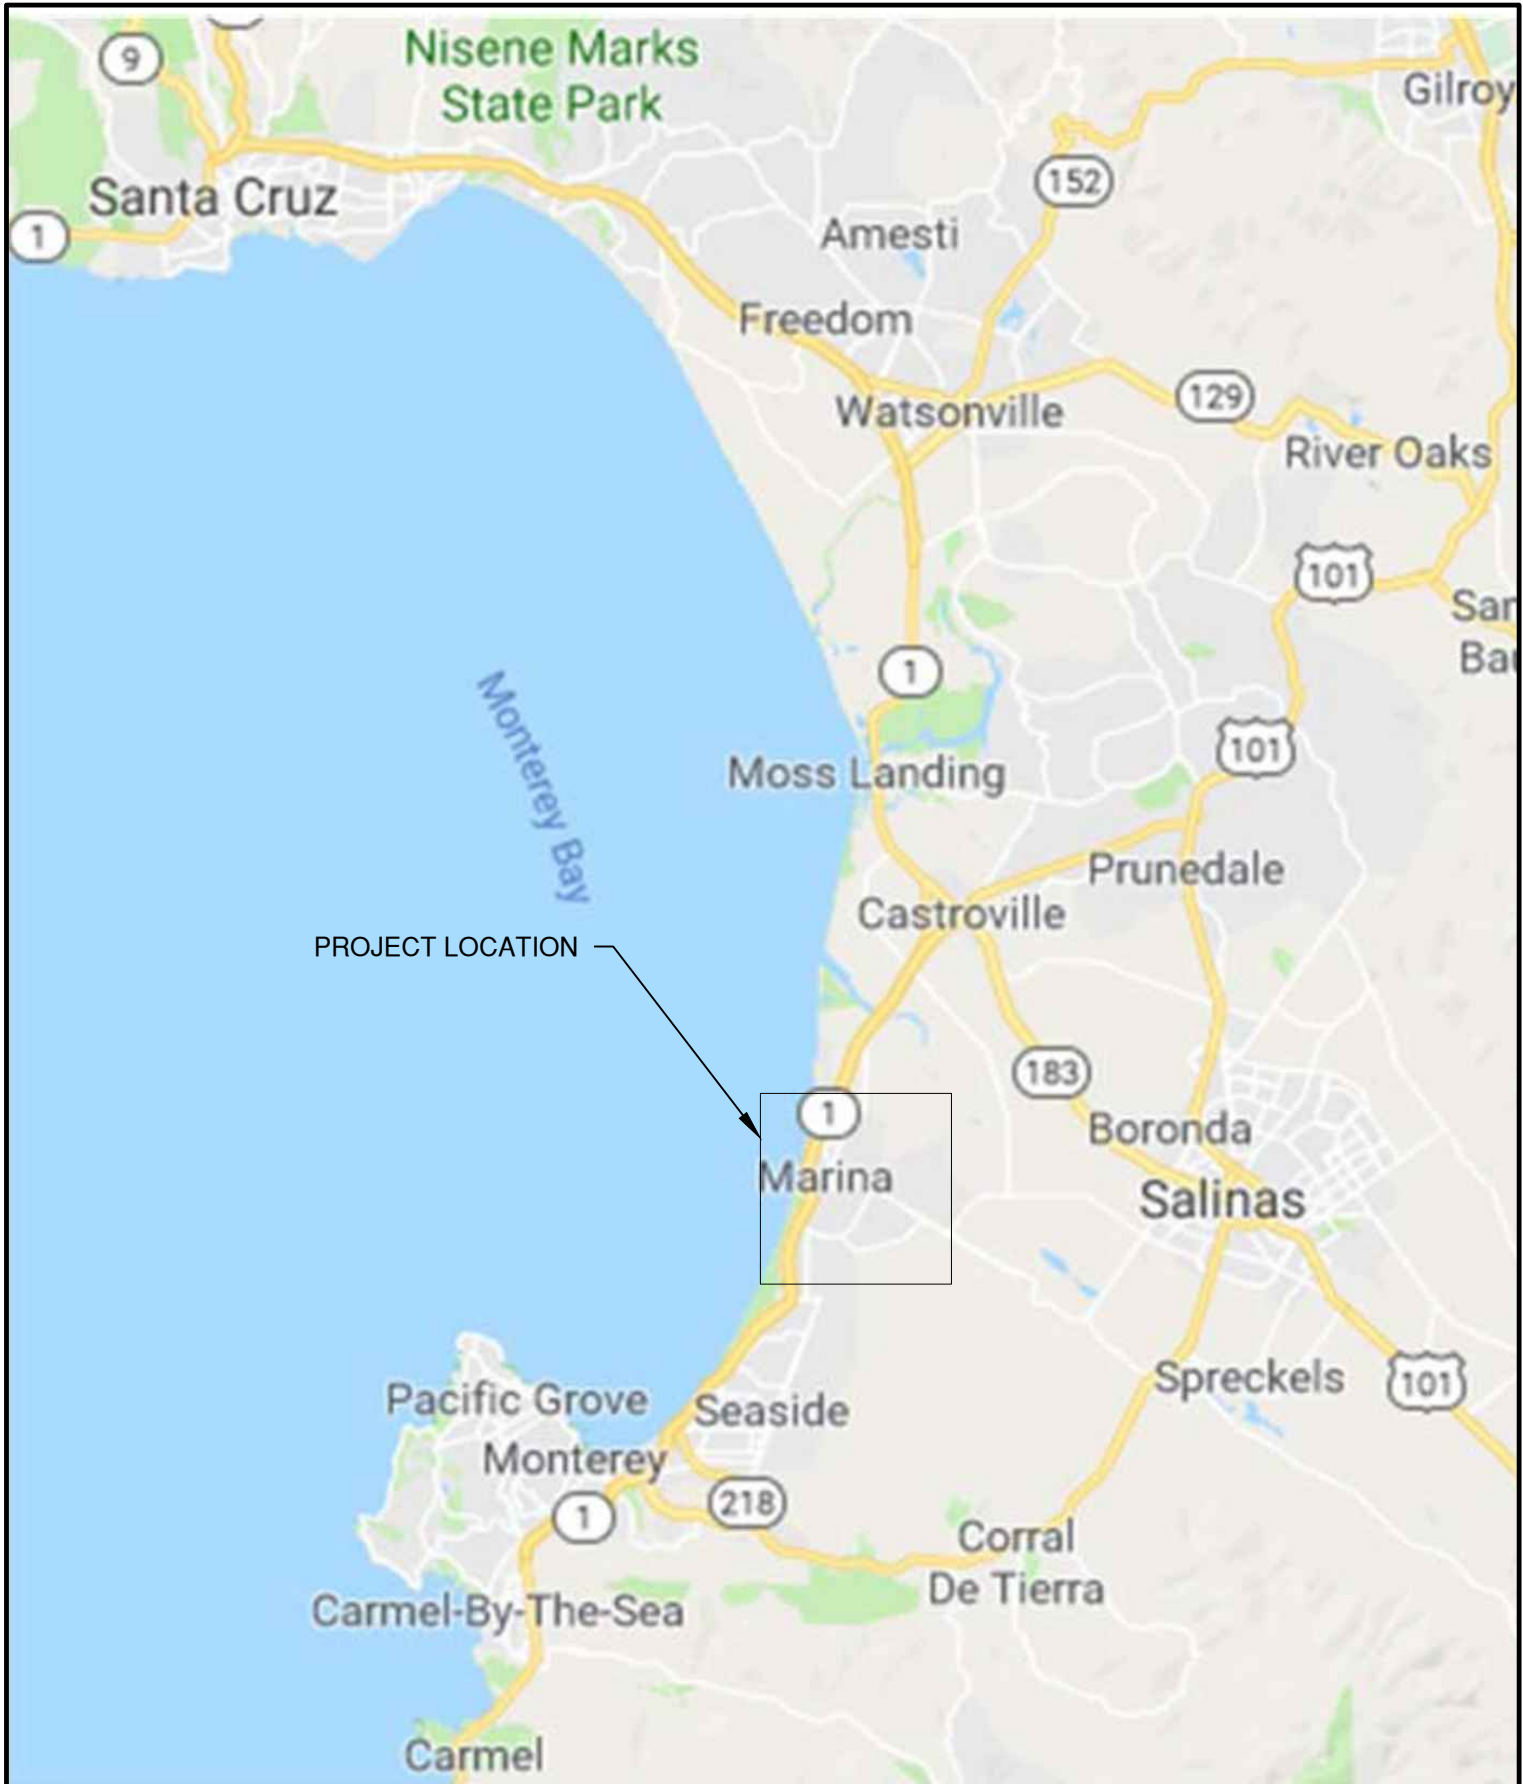 Nisene Marks
State Park
9
Gilroy
152
Santa Cruz
1
Amesti
Freedom
129
Watsonville
River Oaks
101
1
Monterey Bay
101
Moss Landing
Prunedale
Castroville
PROJECT LOCATION
183
1
Boronda
Marina
Salinas
Spreckels
101
Pacific Grove
Seaside
Monterey
218
1
Corral
De Tierra
Carmel-By-The-Sea
Carmel